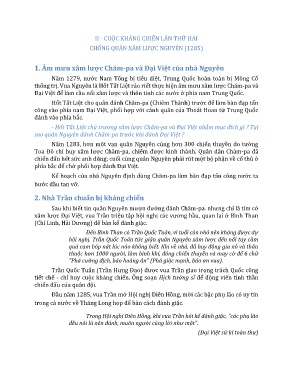 II - CUỘC KHÁNG CHIẾN LẦN THỨ HAI
CHỐNG QUÂN XÂM LƯỢC NGUYÊN (1285)
1. Âm mưu xâm lược Chăm-pa và Đại Việt của nhà Nguyên
Năm 1279, nước Nam Tống bị tiêu diệt, Trung Quốc hoàn toàn bị Mông Cổ
thống trị. Vua Nguyên là Hốt Tất Liệt ráo riết thực hiện âm mưu xâm lược Chăm-pa và
Đại Việt để làm cầu nối xâm lược và thôn tính các nước ở phía nam Trung Quốc.
Hốt Tất Liệt cho quân đánh Chăm-pa (Chiêm Thành) trước để làm bàn đạp tấn
công vào phía nam Đại Việt, phối hợp với cánh quân của Thoát Hoan từ Trung Quốc
đánh vào phía bắc.
- Hốt Tất Liệt chủ trương xâm lược Chăm-pa và Đại Việt nhằm mục đích gì ? Tại
sao quân Nguyên đánh Chăm-pa trước khi đánh Đại Việt ?
Năm 1283, hơn một vạn quân Nguyên cùng hơn 300 chiến thuyền do tướng
Toa Đô chỉ huy xâm lược Chăm-pa, chiếm được kinh thành. Quân dân Chăm-pa đã
chiến đấu hết sức anh dũng; cuối cùng quân Nguyên phải rút một bộ phận về cố thủ ở
phía bắc để chờ phối hợp đánh Đại Việt.
Kế hoạch của nhà Nguyên định dùng Chăm-pa làm bàn đạp tấn công nước ta
bước đầu tan vỡ.
2. Nhà Trần chuẩn bị kháng chiến
Sau khi biết tin quân Nguyên mượn đường đánh Chăm-pa, nhưng chỉ là tìm cớ
xâm lược Đại Việt, vua Trần triệu tập hội nghị các vương hầu, quan lại ở Bình Than
(Chí Linh, Hải Dương) để bàn kế đánh giặc.
Đến Bình Than có Trần Quốc Toản, vì tuổi còn nhỏ nên không được dự
hội nghị. Trần Quốc Toản tức giận quân Nguyên xâm lược đến nỗi tay cầm
quả cam bóp nát lúc nào không biết. Khi về nhà, đã huy động gia nô và thân
thuộc hơn 1000 người, sắm binh khí, đóng chiến thuyền và may cờ đề 6 chữ
"Phá cường địch, báo hoàng ân" (Phá giặc mạnh, báo ơn vua).
Trần Quốc Tuấn (Trần Hưng Đạo) được vua Trần giao trọng trách Quốc công
tiết chế - chỉ huy cuộc kháng chiến. Ông soạn Hịch tướng sĩ để động viên tinh thần
chiến đấu của quân đội.
Đầu năm 1285, vua Trần mở Hội nghị Diên Hồng, mời các bậc phụ lão có uy tín
trong cả nước về Thăng Long họp để bàn cách đánh giặc.
Trong Hội nghị Diên Hồng, khi vua Trần hỏi kế đánh giặc, "các phụ lão
đều nói là nên đánh, muôn người cùng lời như một".
(Đại Việt sử kí toàn thư)